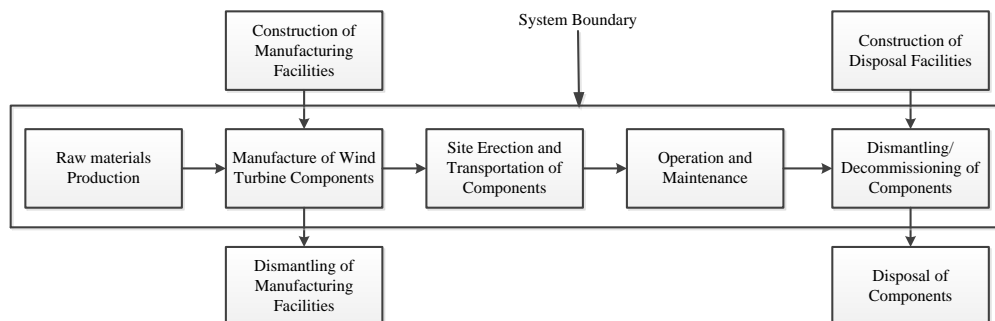 System Boundary
Construction of
Manufacturing
Facilities
Construction of
Disposal Facilities
Raw materials
Production
Manufacture of Wind
Turbine Components
Site Erection and
Transportation of
Components
Operation and
Maintenance
Dismantling/
Decommissioning of
Components
Dismantling of
Manufacturing
Facilities
Disposal of
Components